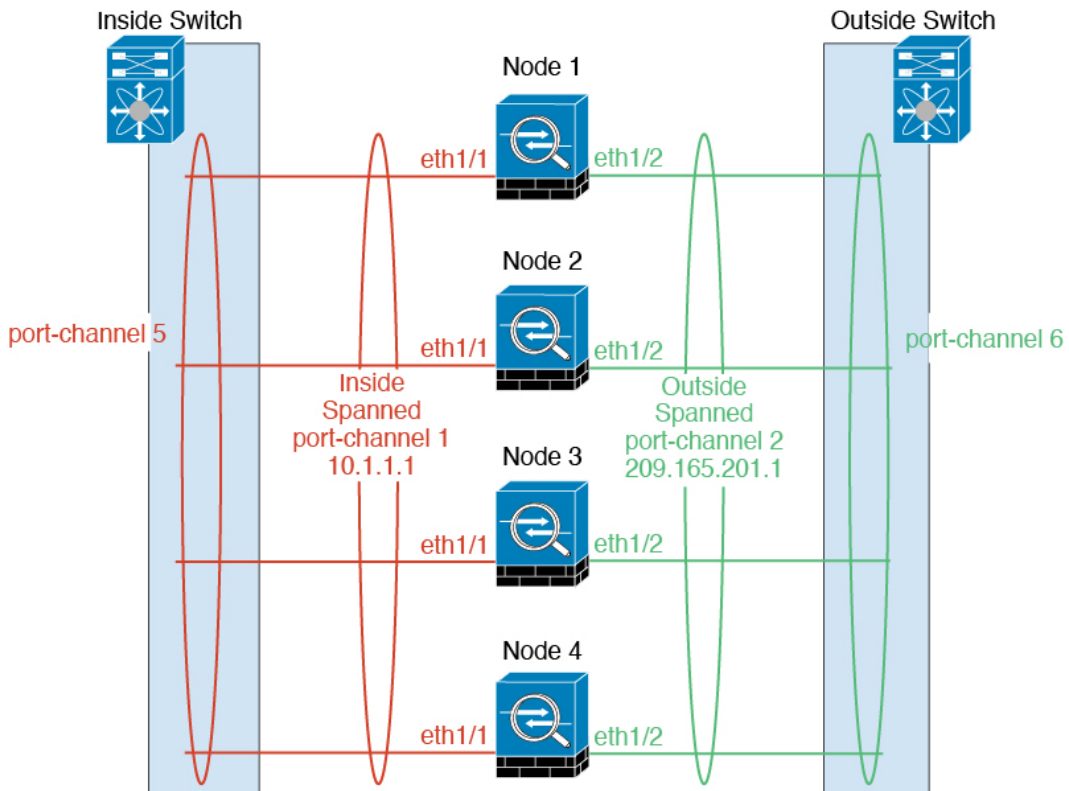 Inside Switch
Outside Switch
Node 1
eth1/1
eth1/2
Node 2
port-channel 5
eth1/1
eth1/2
port-channel 6
Inside
Spanned
port-channel 1
10.1.1.1
Outside
Spanned
port-channel 2
209.165.201.1
Node 3
eth1/1
eth1/2
Node 4
eth1/1
eth1/2